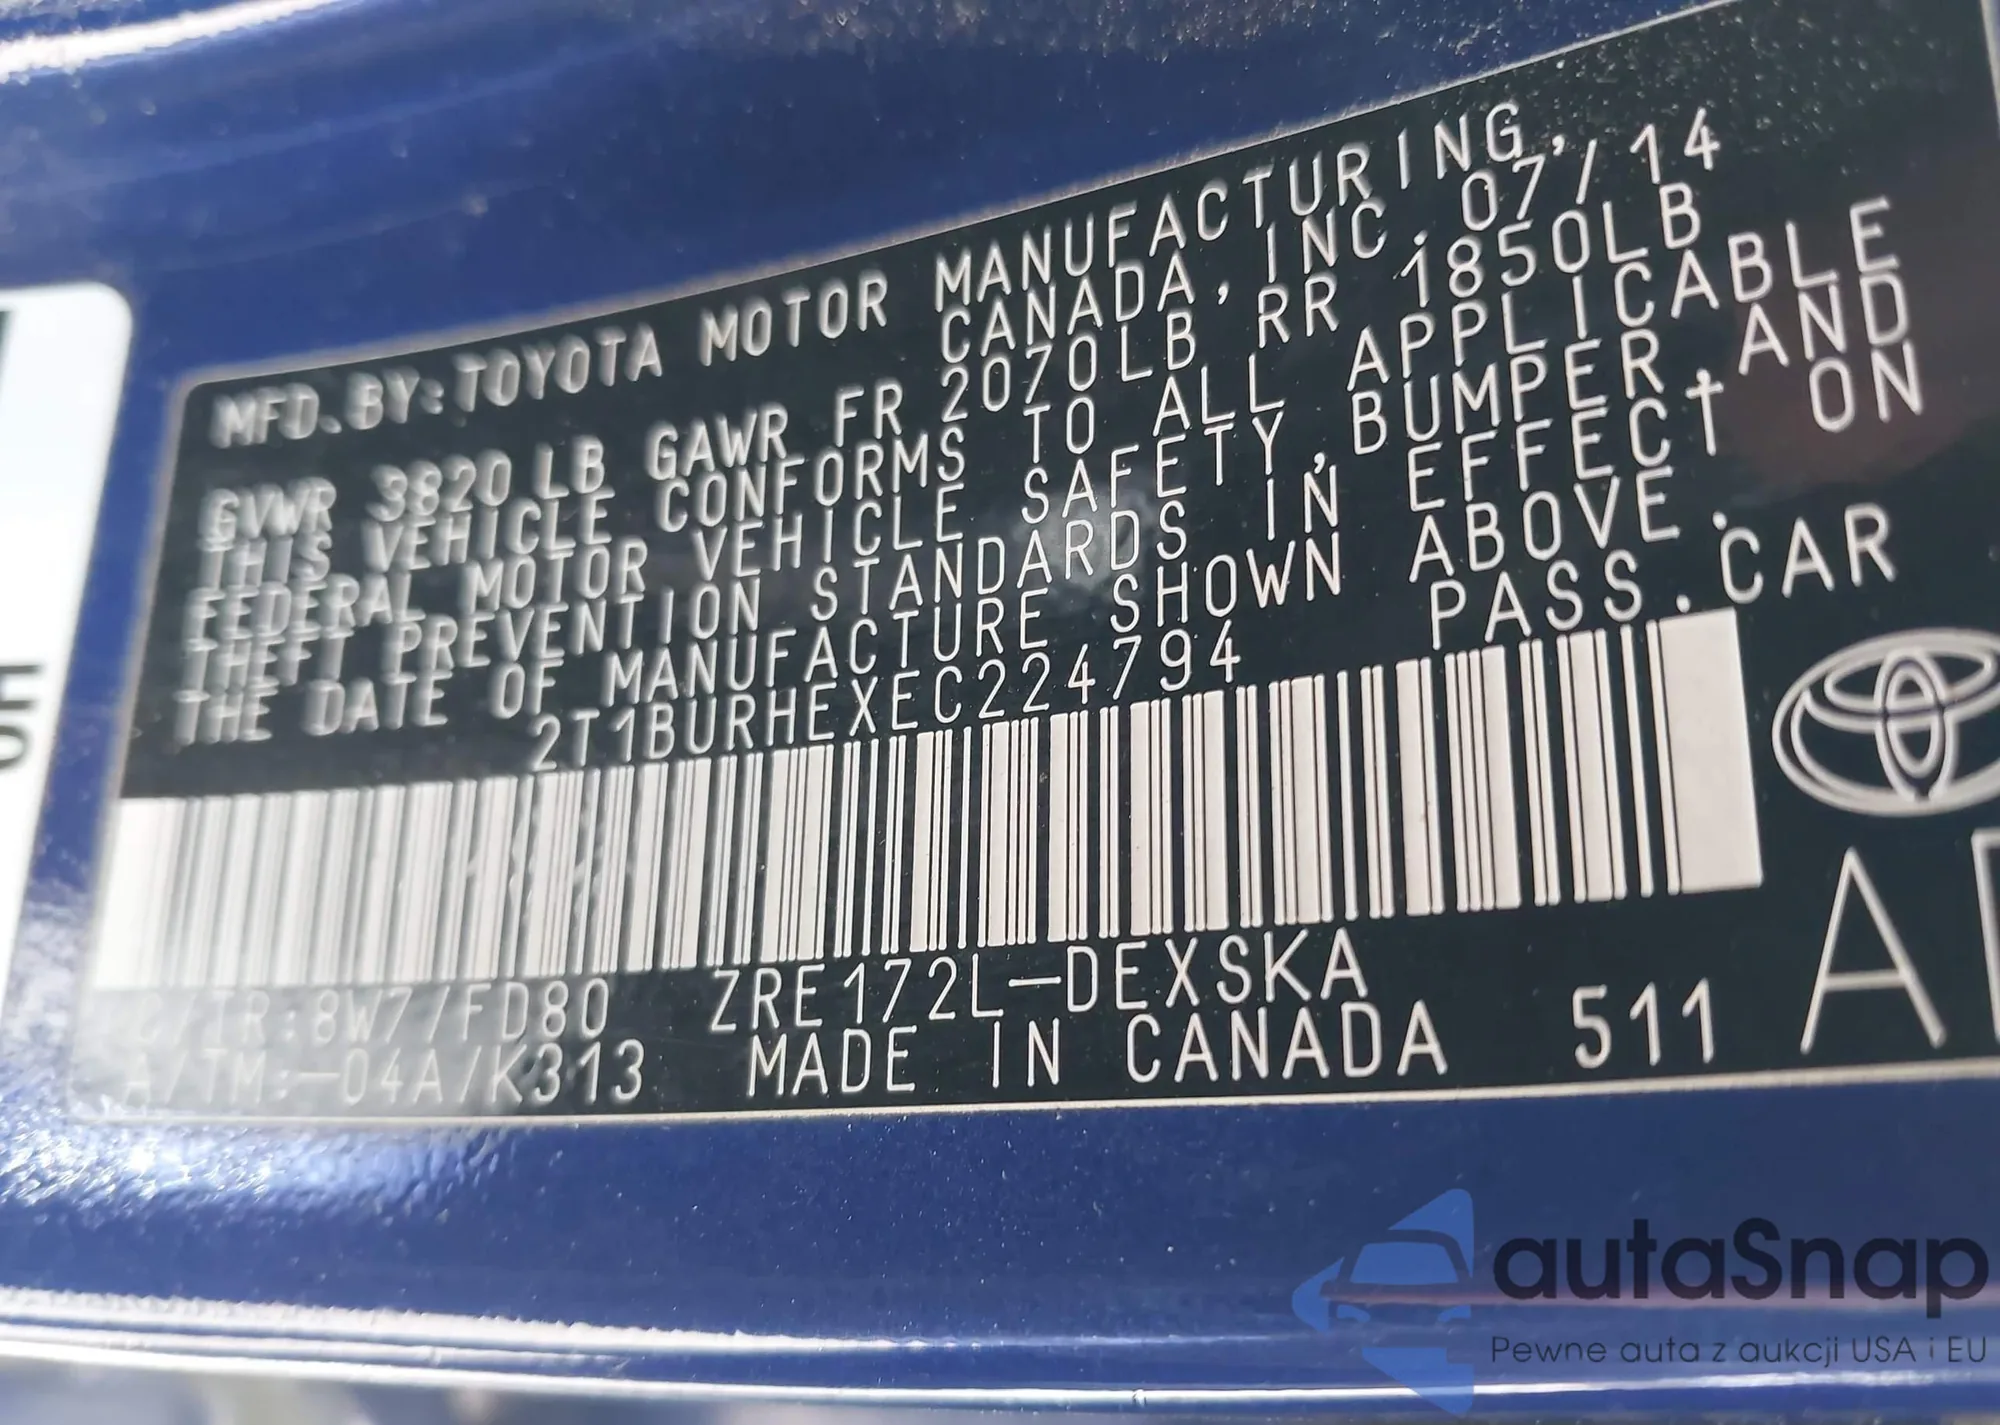 MFD.BY:TOYOTA MOTOR MANUFACTURING,
CANADA, INC. 07/14
GVWR 3820 LB GAWR FR 2070LB RR 1850LB
THIS VEHICLE CONFORMS TO ALL APPLICABLE
FEDERAL MOTOR VEHICLE SAFETY,BUMPER,AND
THEFT PREVENTION STANDARDS IN EFFECT ON
THE DATE OF MANUFACTURE SHOWN ABOVE.
2T1BURHEXEC224794 PASS.CAR
C/TR:8W7/FD80 ZRE172L-DEXSKA
A/TM:-04A/K313 MADE IN CANADA 511
autaSnap
Pewne auta z aukcji USA i EU